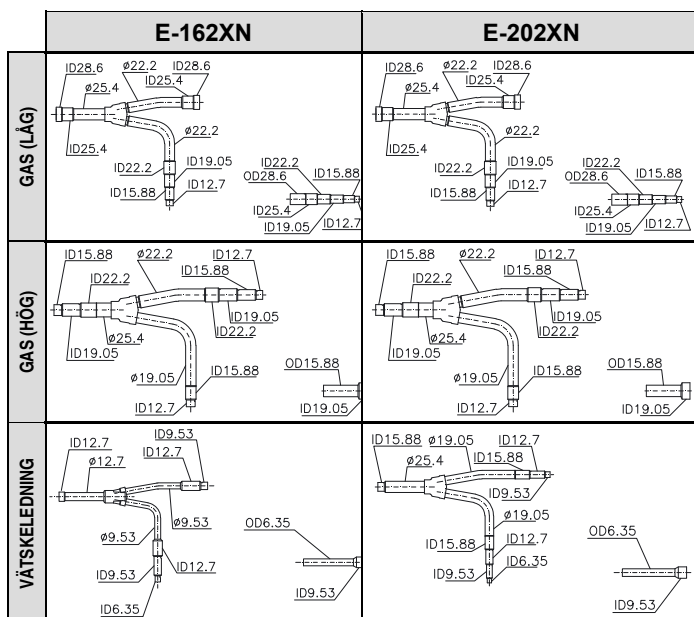 E-162XN
E-202XN
GAS (LÅG)
ID28.6
ø25.4
ø22.2
ID28.6
ID25.4
ID25.4
ø22.2
ID22.2
ID19.05
ID15.88
ID12.7
ID22.2
ID15.88
OD28.6
ID25.4
ID19.05
ID12.7
ID28.6
ø25.4
ø22.2
ID28.6
ID25.4
ID25.4
ø22.2
ID22.2
ID19.05
ID15.88
ID12.7
ID22.2
ID15.88
OD28.6
ID25.4
ID19.05
ID12.7
GAS (HÖG)
ID15.88
ID22.2
ø22.2
ID12.7
ID15.88
ID19.05
ø25.4
ID19.05
ID22.2
ø19.05
ID15.88
ID12.7
OD15.88
ID19.05
ID15.88
ID22.2
ø22.2
ID12.7
ID15.88
ID19.05
ø25.4
ID19.05
ID22.2
ø19.05
ID15.88
ID12.7
OD15.88
ID19.05
VÄTSKELEDNING
ID12.7
ø12.7
ID9.53
ID12.7
ø9.53
ø9.53
ID9.53
ID12.7
ID6.35
OD6.35
ID9.53
ID15.88
ø25.4
ø19.05
ID12.7
ID15.88
ID9.53
ø19.05
ID15.88
ID12.7
ID9.53
ID6.35
OD6.35
ID9.53